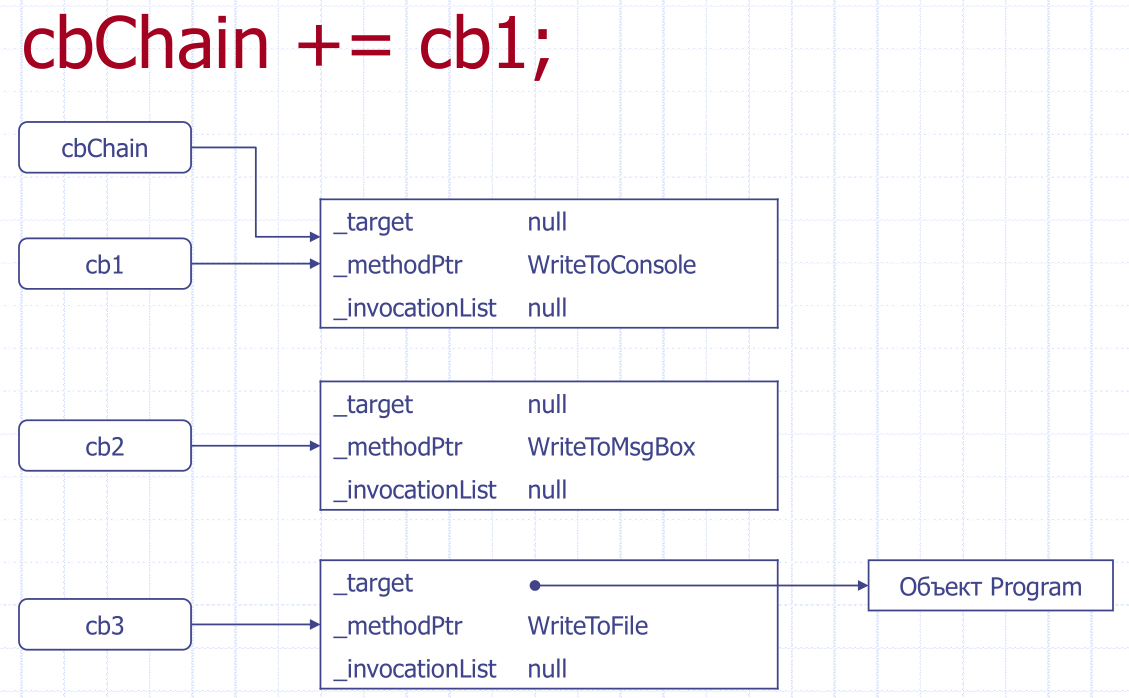 cbChain += cb1;
cbChain
cb1
_target null
_methodPtr WriteToConsole
_invocationList null
cb2
_target null
_methodPtr WriteToMsgBox
_invocationList null
cb3
_target
_methodPtr WriteToFile
_invocationList null
Объект Program